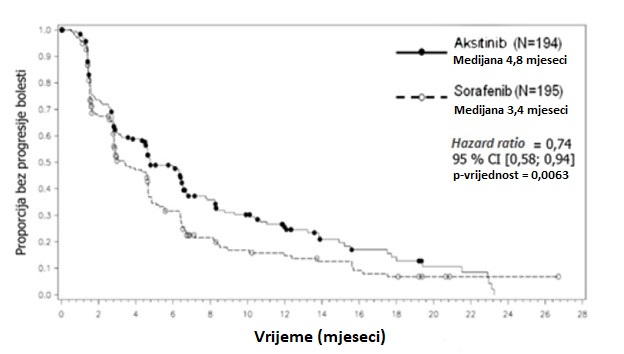 Aksitinib (N=194)
Medijana 4,8 mjeseci
Sorafenib (N=195)
Medijana 3,4 mjeseci
Hazard ratio = 0,74
95 % CI [0,58; 0,94]
p-vrijednost = 0,0063
Proporcija bez progresije bolesti
1.0
0.9
0.8
0.7
0.6
0.5
0.4
0.3
0.2
0.1
0.0
0 2 4 6 8 10 12 14 16 18 20 22 24 26 28
Vrijeme (mjeseci)